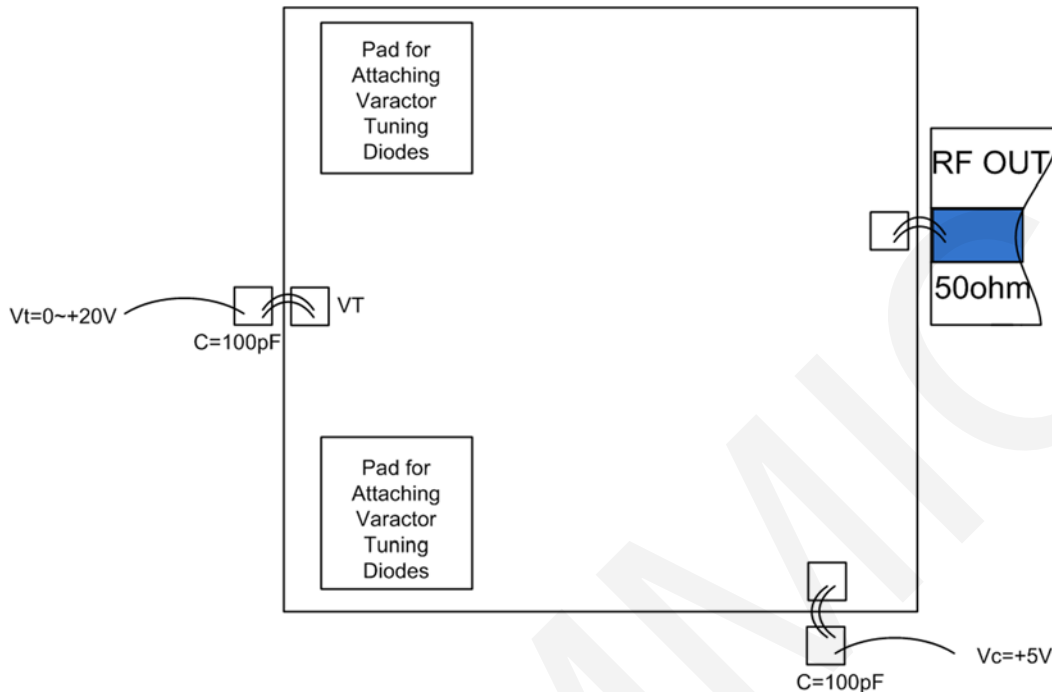 Pad for
Attaching
Varactor
Tuning
Diodes
RF OUT
50ohm
VT
Vt=0~+20V
C=100pF
Pad for
Attaching
Varactor
Tuning
Diodes
Vc=+5V
C=100pF
MMIC